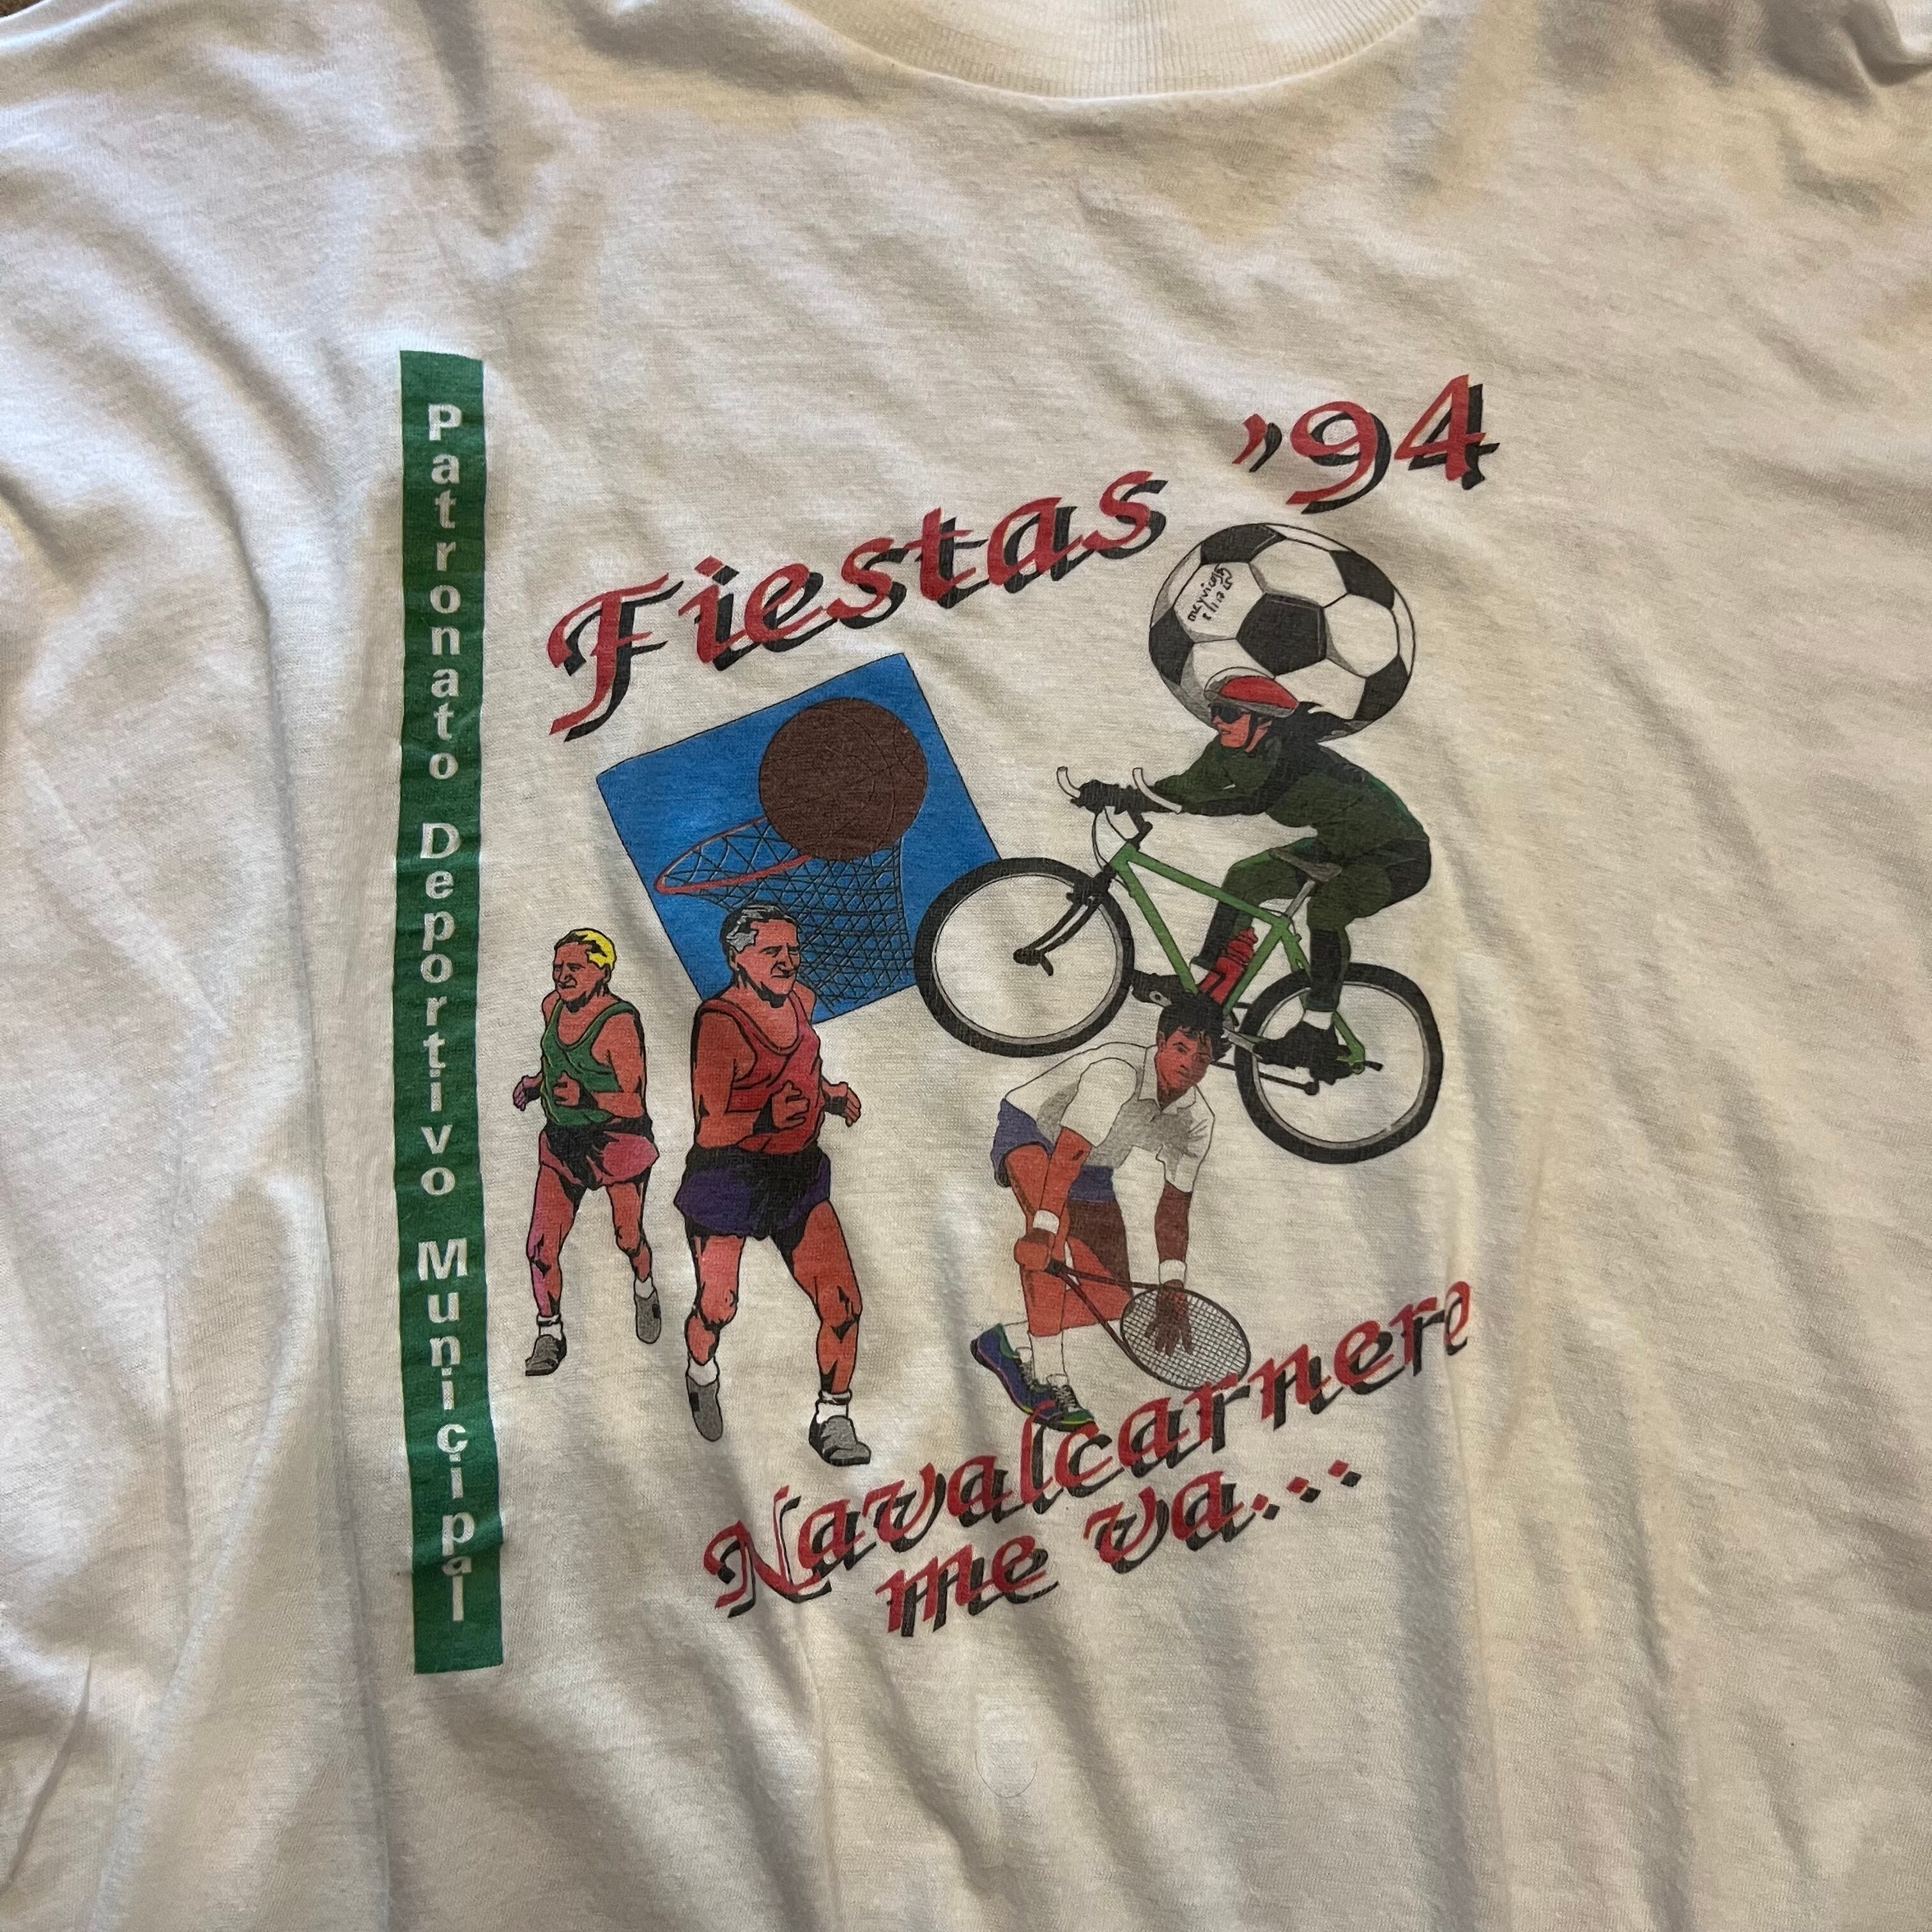 Patronato Deportivo Municipal
Fiestas '94
Navalcarnero
me va...